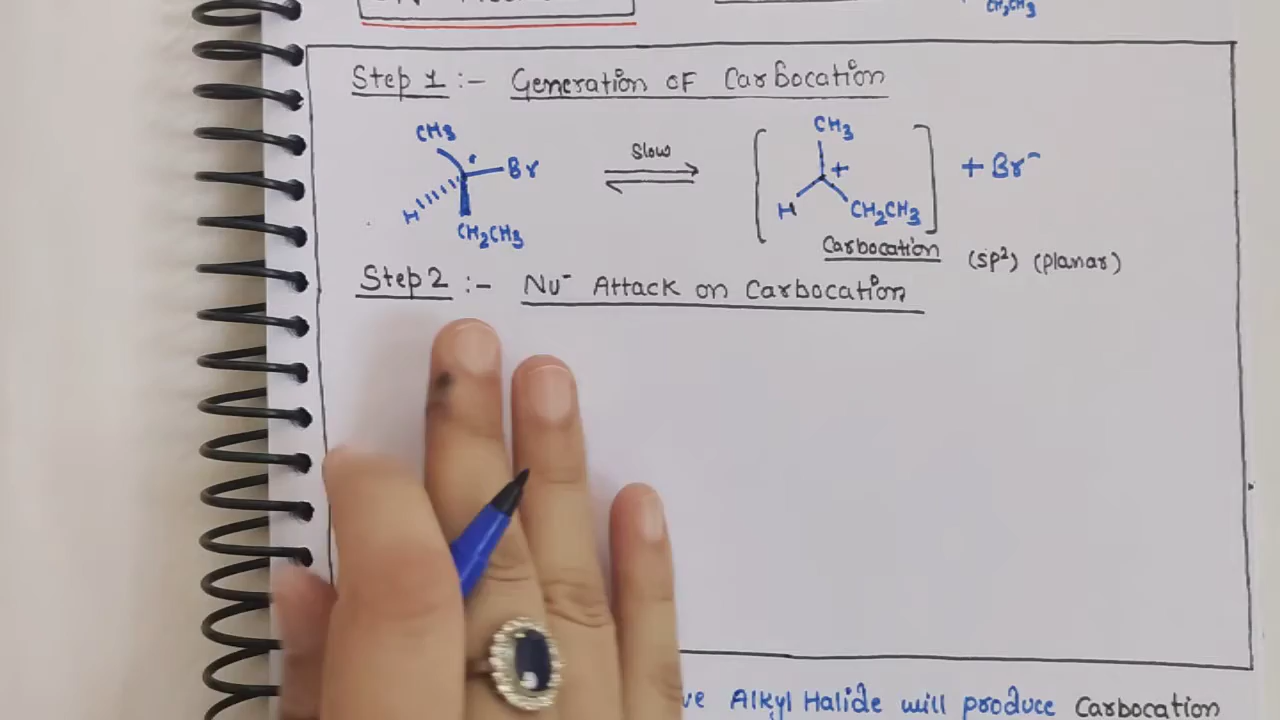 CH₂CH₃
Step 1 :- Generation of Carbocation
CH₃ * Br H CH₂CH₃ Slow CH₃ + H CH₂CH₃ + Br⁻
Carbocation (sp²) (planar)
Step 2 :- Nu⁻ Attack on Carbocation
Alkyl Halide will produce Carbocation